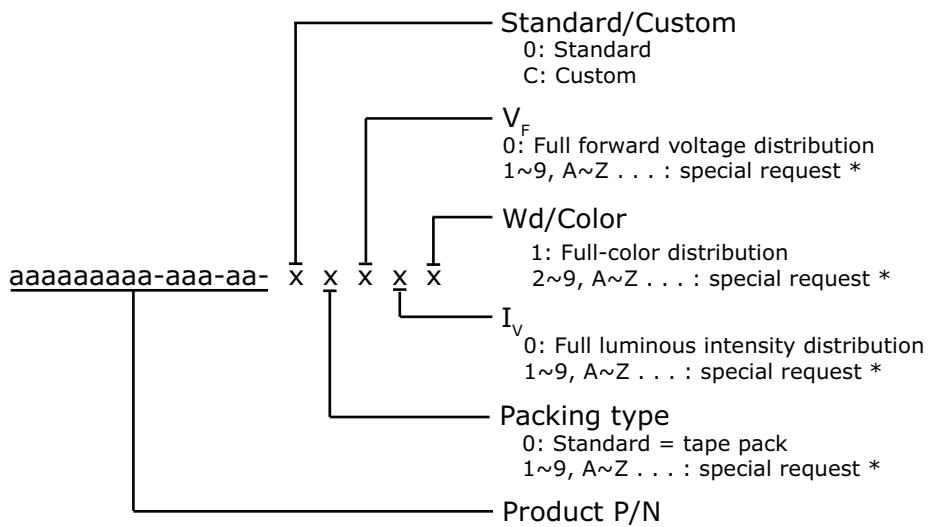 Standard/Custom
0: Standard
C: Custom
VF
0: Full forward voltage distribution
1~9, A~Z . . . : special request *
Wd/Color
1: Full-color distribution
2~9, A~Z . . . : special request *
aaaaaaaaa-aaa-aa- x x x x x
IV
0: Full luminous intensity distribution
1~9, A~Z . . . : special request *
Packing type
0: Standard = tape pack
1~9, A~Z . . . : special request *
Product P/N